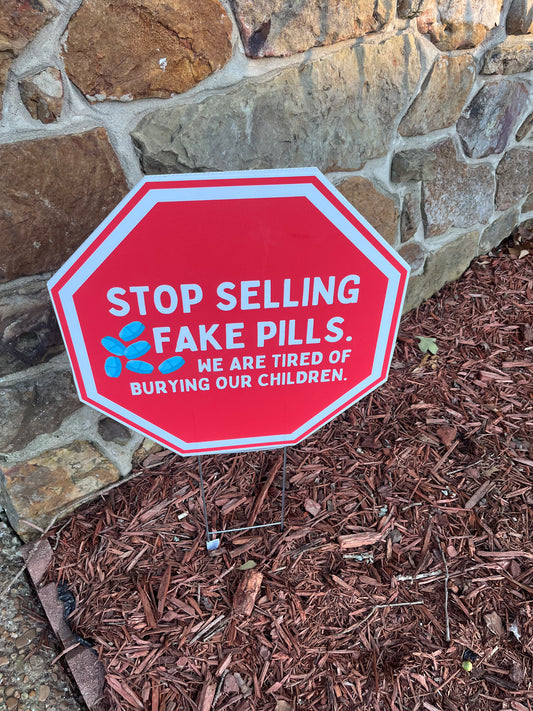 STOP SELLING
FAKE PILLS.
WE ARE TIRED OF
BURYING OUR CHILDREN.